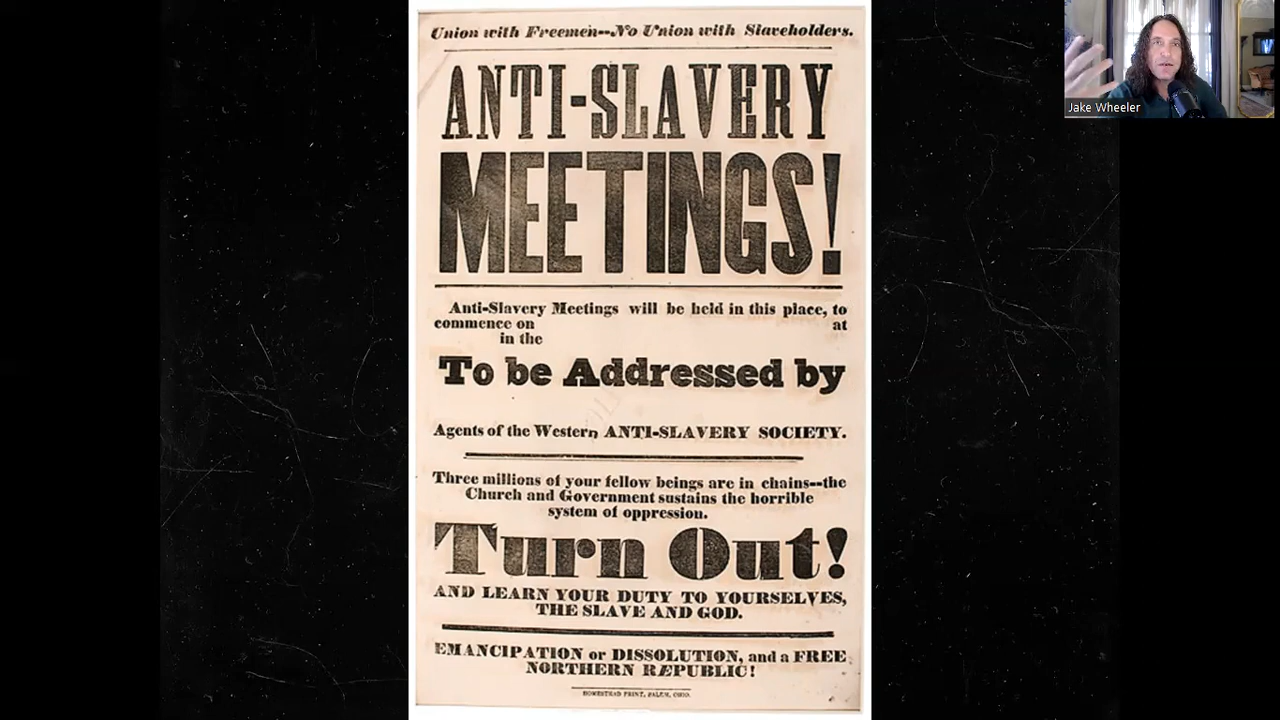 Union with Freemen--No Union with Slaveholders.
ANTI-SLAVERY
MEETINGS!
Anti-Slavery Meetings will be held in this place, to
commence on at
in the
To be Addressed by
Agents of the Western ANTI-SLAVERY SOCIETY.
Three millions of your fellow beings are in chains--the
Church and Government sustains the horrible
system of oppression.
Turn Out!
AND LEARN YOUR DUTY TO YOURSELVES,
THE SLAVE AND GOD.
EMANCIPATION or DISSOLUTION, and a FREE
NORTHERN REPUBLIC!
HOMESTEAD PRINT, SALEM, OHIO.
Jake Wheeler